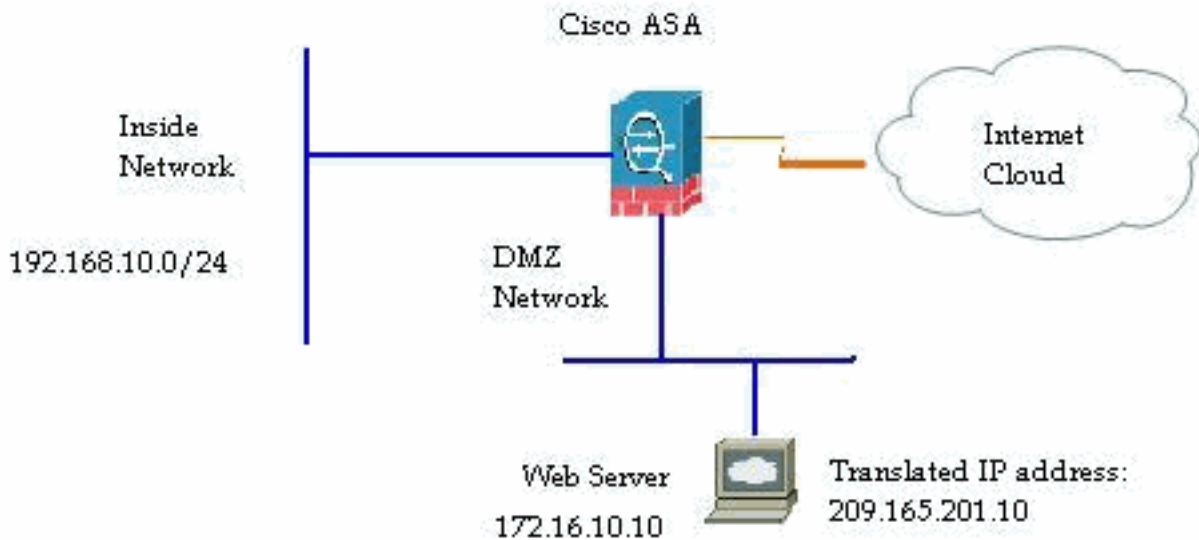 Cisco ASA
Inside
Network
Internet
Cloud
192.168.10.0/24
DMZ
Network
Web Server
172.16.10.10
Translated IP address:
209.165.201.10